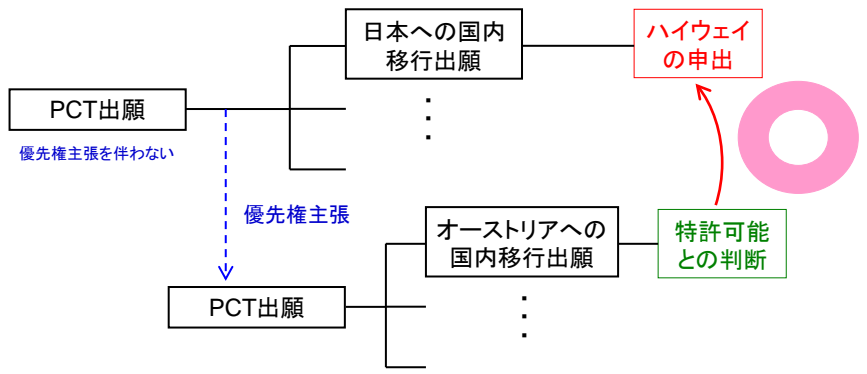 日本への国内
移行出願
ハイウェイ
の申出
PCT出願
優先権主張を伴わない
優先権主張
オーストリアへの
国内移行出願
特許可能
との判断
PCT出願